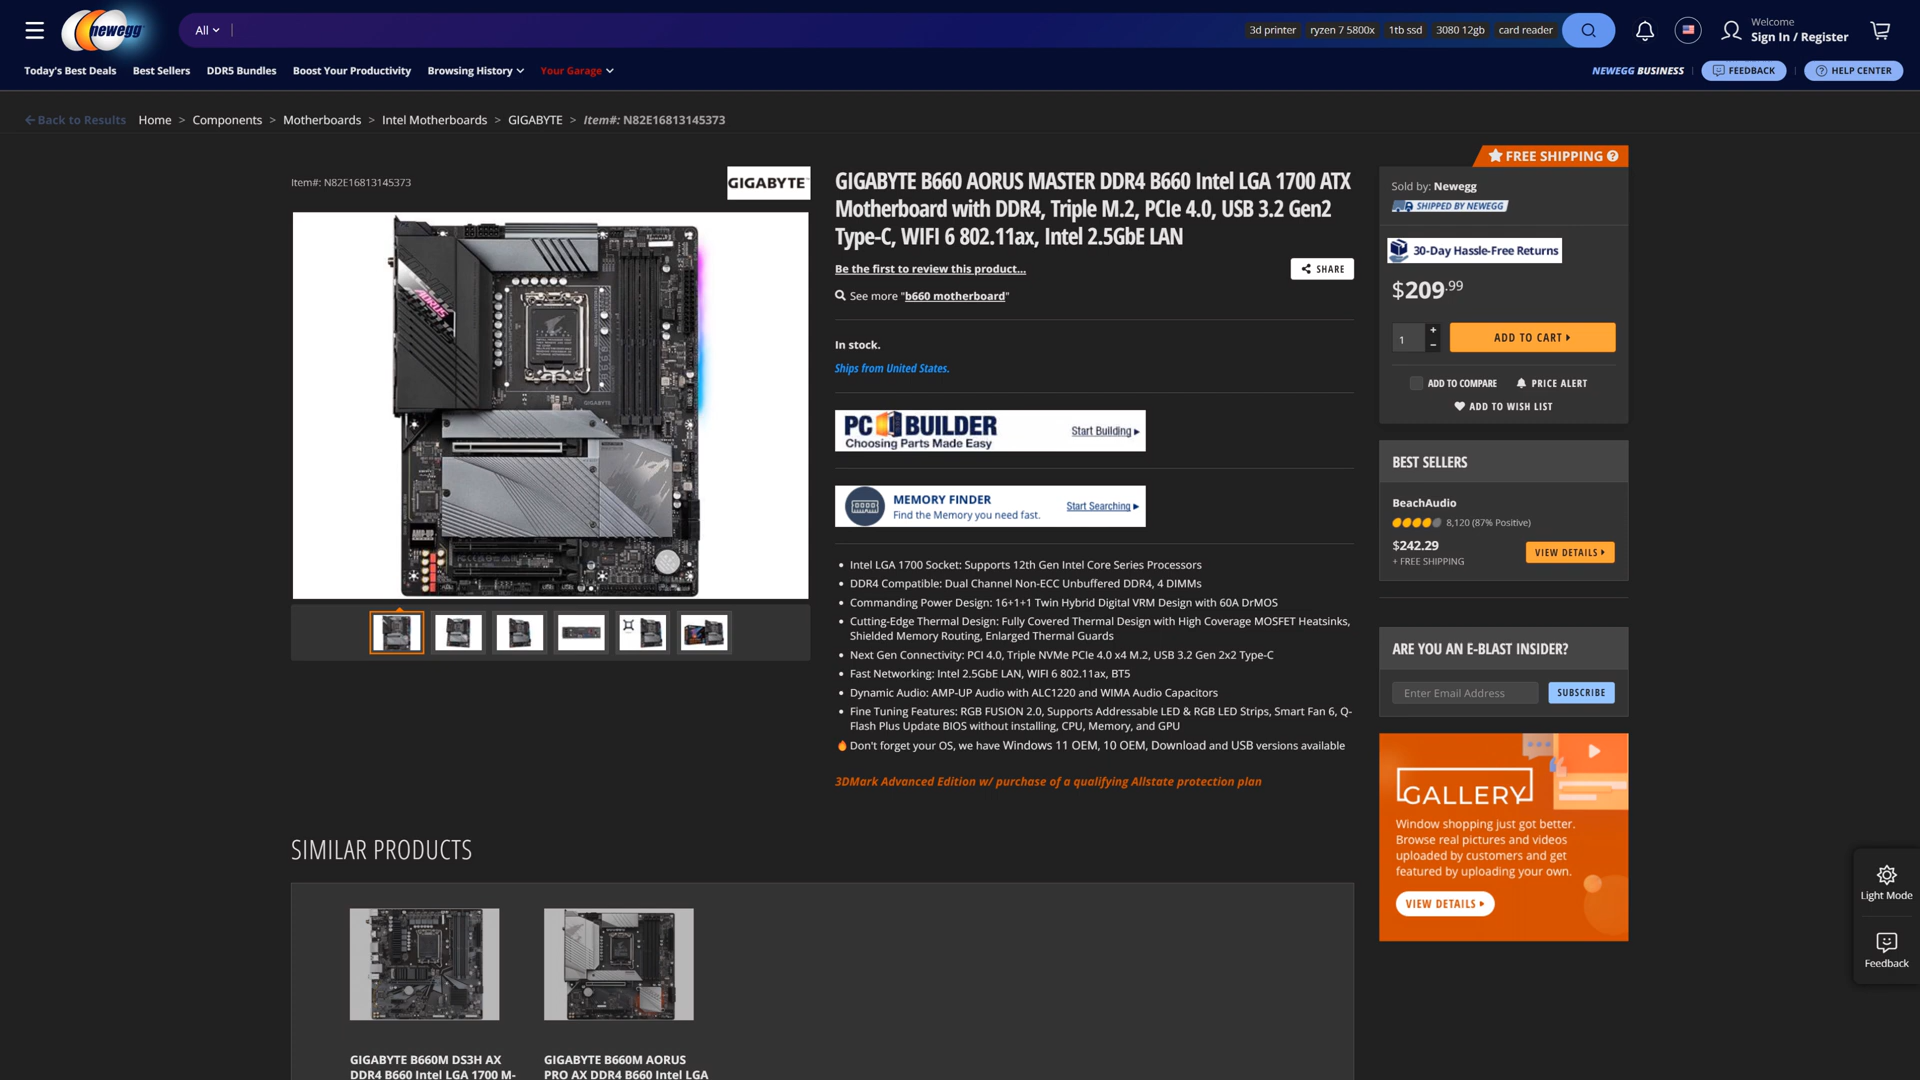 newegg
All
3d printer
ryzen 7 5800x
1tb ssd
3080 12gb
card reader
Welcome
Sign In / Register
Today's Best Deals
Best Sellers
DDR5 Bundles
Boost Your Productivity
Browsing History
Your Garage
NEWEGG BUSINESS
FEEDBACK
HELP CENTER
Back to Results
Home > Components > Motherboards > Intel Motherboards > GIGABYTE > Item#: N82E16813145373
Item#: N82E16813145373
GIGABYTE
AORUS
GIGABYTE
AMP-UP
GIGABYTE B660 AORUS MASTER DDR4 B660 Intel LGA 1700 ATX
Motherboard with DDR4, Triple M.2, PCIe 4.0, USB 3.2 Gen2
Type-C, WIFI 6 802.11ax, Intel 2.5GbE LAN
Be the first to review this product...
SHARE
See more "b660 motherboard"
In stock.
Ships from United States.
PC BUILDER
Choosing Parts Made Easy
Start Building
MEMORY FINDER
Find the Memory you need fast.
Start Searching
• Intel LGA 1700 Socket: Supports 12th Gen Intel Core Series Processors
• DDR4 Compatible: Dual Channel Non-ECC Unbuffered DDR4, 4 DIMMs
• Commanding Power Design: 16+1+1 Twin Hybrid Digital VRM Design with 60A DrMOS
• Cutting-Edge Thermal Design: Fully Covered Thermal Design with High Coverage MOSFET Heatsinks,
Shielded Memory Routing, Enlarged Thermal Guards
• Next Gen Connectivity: PCI 4.0, Triple NVMe PCIe 4.0 x4 M.2, USB 3.2 Gen 2x2 Type-C
• Fast Networking: Intel 2.5GbE LAN, WIFI 6 802.11ax, BT5
• Dynamic Audio: AMP-UP Audio with ALC1220 and WIMA Audio Capacitors
• Fine Tuning Features: RGB FUSION 2.0, Supports Addressable LED & RGB LED Strips, Smart Fan 6, Q-
Flash Plus Update BIOS without installing, CPU, Memory, and GPU
Don't forget your OS, we have Windows 11 OEM, 10 OEM, Download and USB versions available
3DMark Advanced Edition w/ purchase of a qualifying Allstate protection plan
FREE SHIPPING
Sold by: Newegg
SHIPPED BY NEWEGG
30-Day Hassle-Free Returns
$209.99
1
+
−
ADD TO CART
ADD TO COMPARE
PRICE ALERT
ADD TO WISH LIST
BEST SELLERS
BeachAudio
8,120 (87% Positive)
$242.29
+ FREE SHIPPING
VIEW DETAILS
ARE YOU AN E-BLAST INSIDER?
Enter Email Address
SUBSCRIBE
GALLERY
Window shopping just got better.
Browse real pictures and videos
uploaded by customers and get
featured by uploading your own.
VIEW DETAILS
Light Mode
Feedback
SIMILAR PRODUCTS
GIGABYTE B660M DS3H AX
DDR4 B660 Intel LGA 1700 M-
GIGABYTE B660M AORUS
PRO AX DDR4 B660 Intel LGA